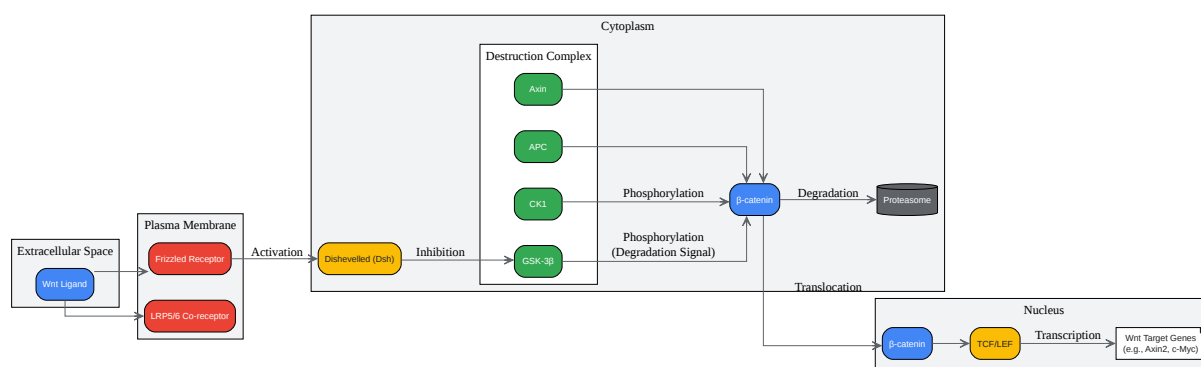 Cytoplasm
Destruction Complex
Axin
APC
CK1
Phosphorylation
β-catenin
Degradation
Proteasome
Plasma Membrane
Extracellular Space
Frizzled Receptor
Activation
Dishevelled (Dsh)
Inhibition
GSK-3β
Phosphorylation
(Degradation Signal)
Wnt Ligand
LRP5/6 Co-receptor
Translocation
Nucleus
β-catenin
TCF/LEF
Transcription
Wnt Target Genes
(e.g., Axin2, c-Myc)